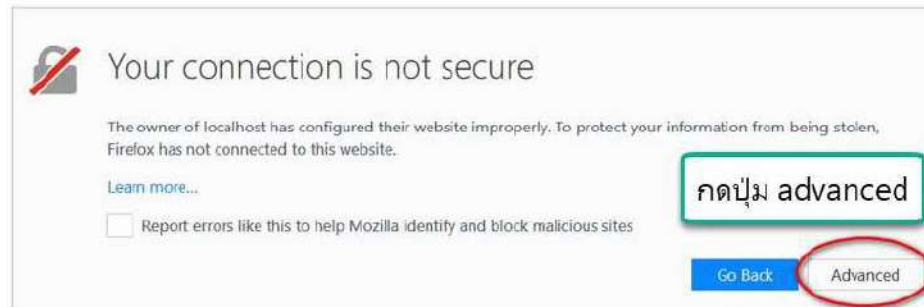 Your connection is not secure
The owner of localhost has configured their website improperly. To protect your information from being stolen,
Firefox has not connected to this website.
Learn more...
กดปุ่ม advanced
Report errors like this to help Mozilla identify and block malicious sites
Go Back
Advanced